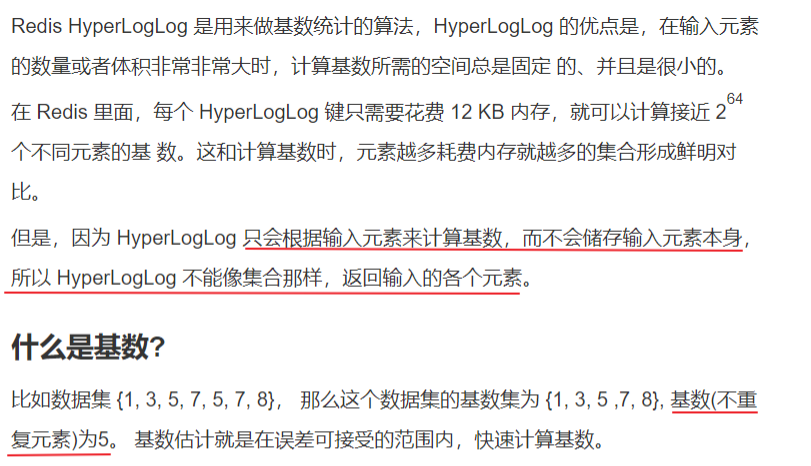 Redis HyperLogLog 是用来做基数统计的算法，HyperLogLog 的优点是，在输入元素
的数量或者体积非常非常大时，计算基数所需的空间总是固定 的、并且是很小的。
在 Redis 里面，每个 HyperLogLog 键只需要花费 12 KB 内存，就可以计算接近 2^64
个不同元素的基 数。这和计算基数时，元素越多耗费内存就越多的集合形成鲜明对
比。
但是，因为 HyperLogLog 只会根据输入元素来计算基数，而不会储存输入元素本身，
所以 HyperLogLog 不能像集合那样，返回输入的各个元素。
什么是基数?
比如数据集 {1, 3, 5, 7, 5, 7, 8}， 那么这个数据集的基数集为 {1, 3, 5 ,7, 8}, 基数(不重
复元素)为5。 基数估计就是在误差可接受的范围内，快速计算基数。